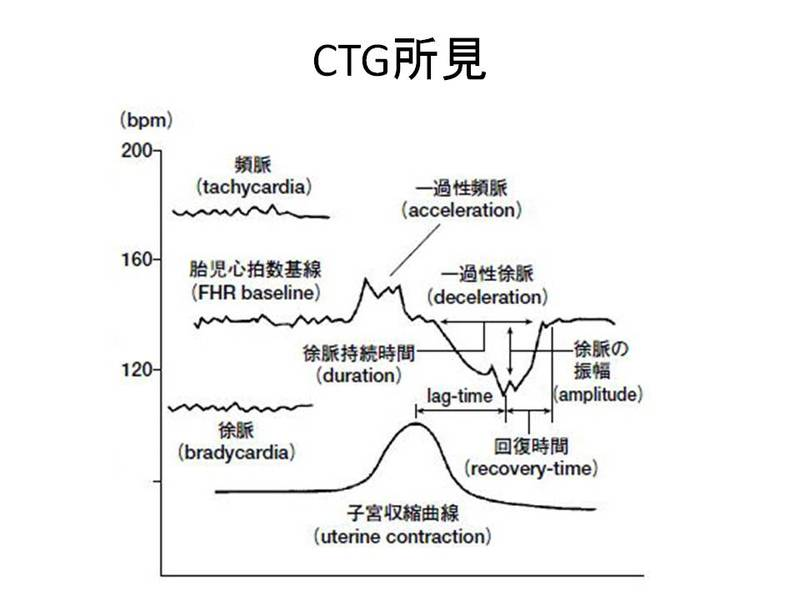 CTG所見
(bpm)
200
頻脈
(tachycardia)
一過性頻脈
(acceleration)
160
胎児心拍数基線
(FHR baseline)
一過性徐脈
(deceleration)
徐脈持続時間
(duration)
徐脈の
振幅
(amplitude)
120
lag-time
徐脈
(bradycardia)
回復時間
(recovery-time)
子宮収縮曲線
(uterine contraction)